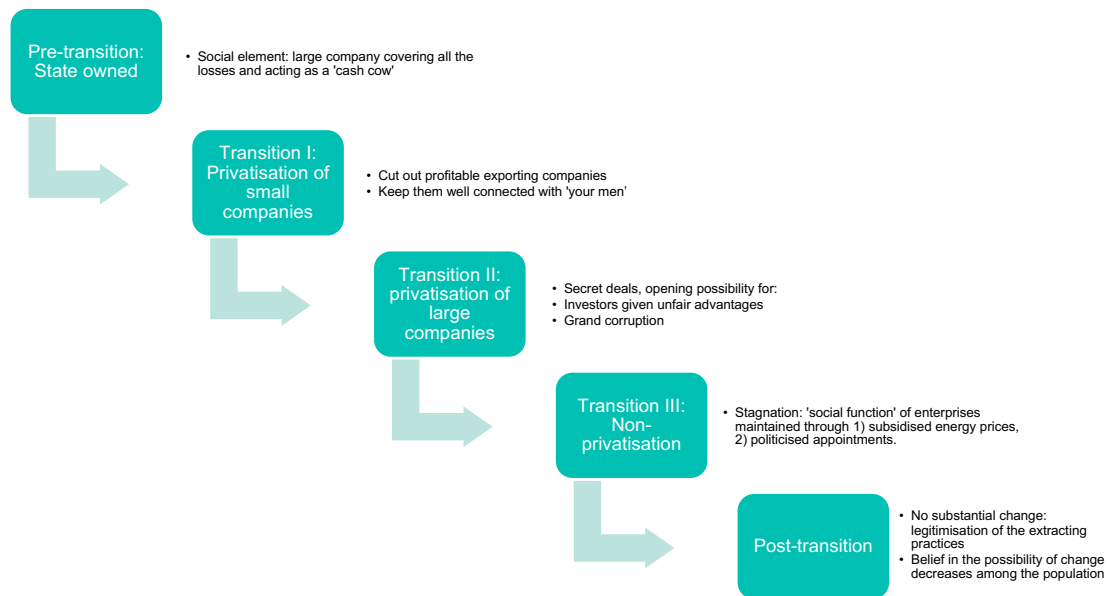 Pre-transition:
State owned
• Social element: large company covering all the
losses and acting as a 'cash cow'
Transition I:
Privatisation of
small
companies
• Cut out profitable exporting companies
• Keep them well connected with 'your men’
Transition II:
privatisation of
large
companies
• Secret deals, opening possibility for:
• Investors given unfair advantages
• Grand corruption
Transition III:
Non-
privatisation
• Stagnation: 'social function' of enterprises
maintained through 1) subsidised energy prices,
2) politicised appointments.
Post-transition
• No substantial change:
legitimisation of the extracting
practices
• Belief in the possibility of change
decreases among the population